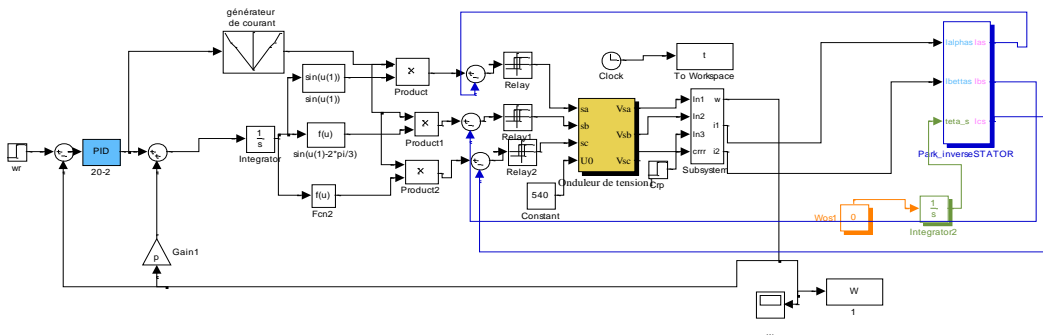 générateur
de courant
sin(u(1))
sin(u(1))
×
Product
Relay
Clock
t
To Workspace
Ialphas
Ias
Ibettas
Ibs
teta_s
Ics
Park_inverseSTATOR
wr
PID
20-2
1
s
Integrator
f(u)
sin(u(1)-2*pi/3)
×
Product1
Relay1
f(u)
Fcn2
×
Product2
Relay2
sa
sb
sc
U0
Vsa
Vsb
Vsc
Onduleur de tension1
540
Constant
In1
In2
In3
crrr
w
i1
i2
Subsystem
Crp
Wos1
0
1
s
Integrator2
p
Gain1
W
1
...